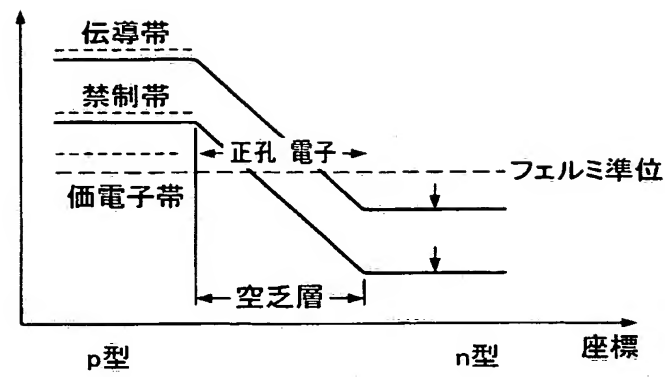 伝導帯
禁制帯
正孔 電子
フェルミ準位
価電子帯
空乏層
p型
n型
座標